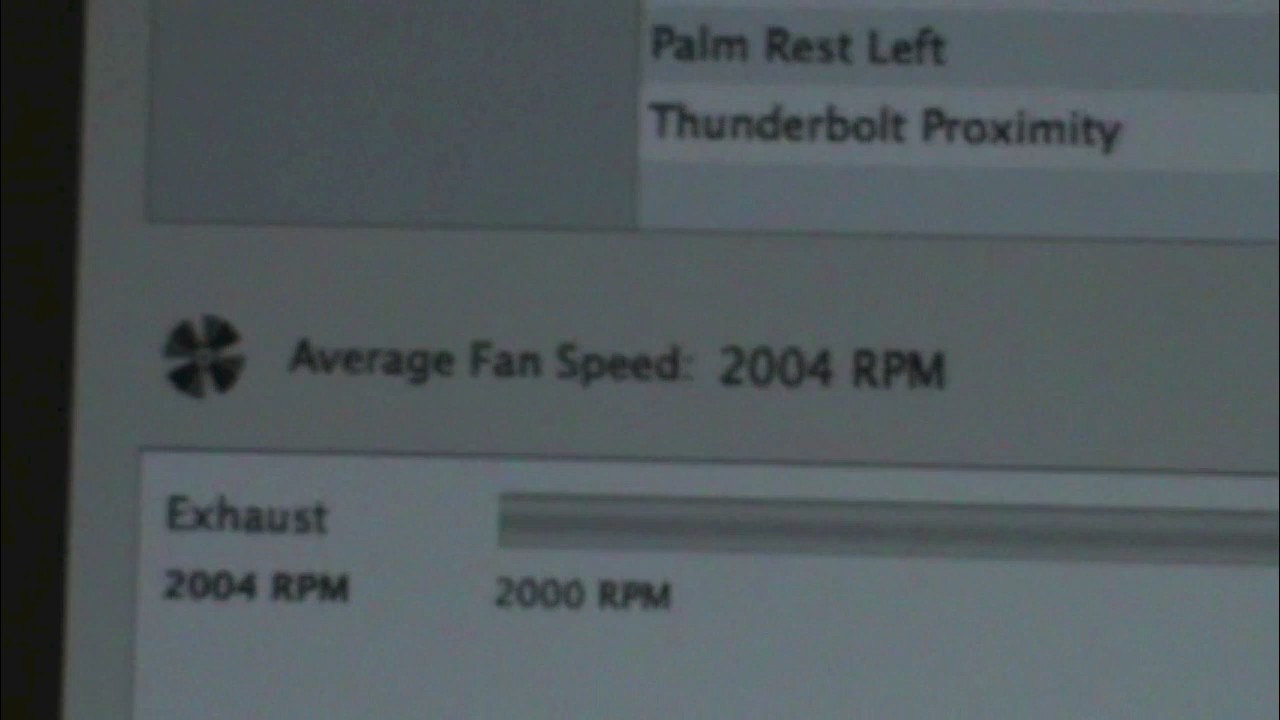 Palm Rest Left
Thunderbolt Proximity
Average Fan Speed: 2004 RPM
Exhaust
2004 RPM
2000 RPM